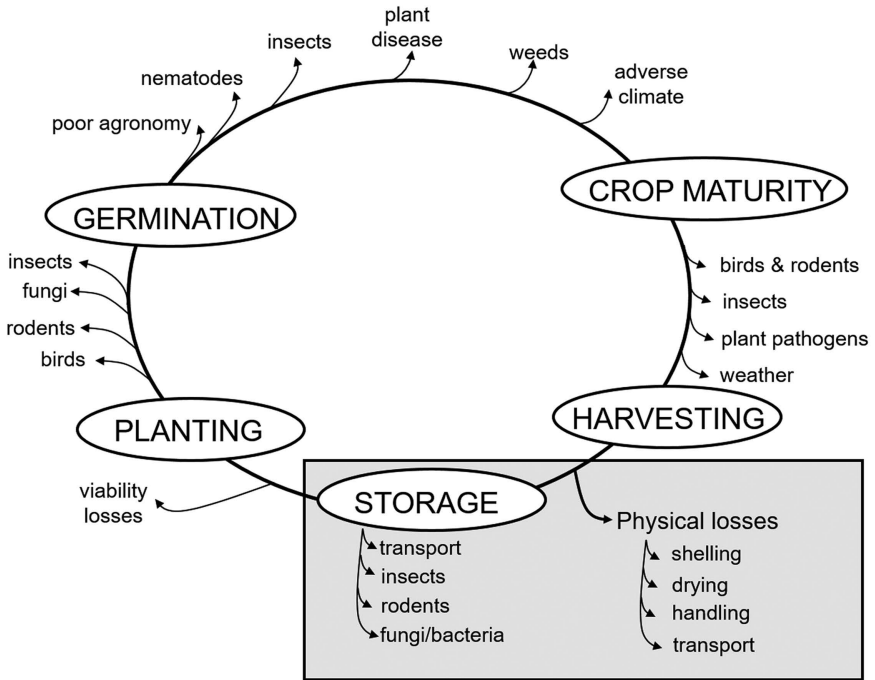 plant
disease
insects
weeds
nematodes
adverse
climate
poor agronomy
CROP MATURITY
GERMINATION
insects
fungi
rodents
birds
birds & rodents
insects
plant pathogens
weather
PLANTING
HARVESTING
viability
losses
STORAGE
transport
insects
rodents
fungi/bacteria
Physical losses
shelling
drying
handling
transport